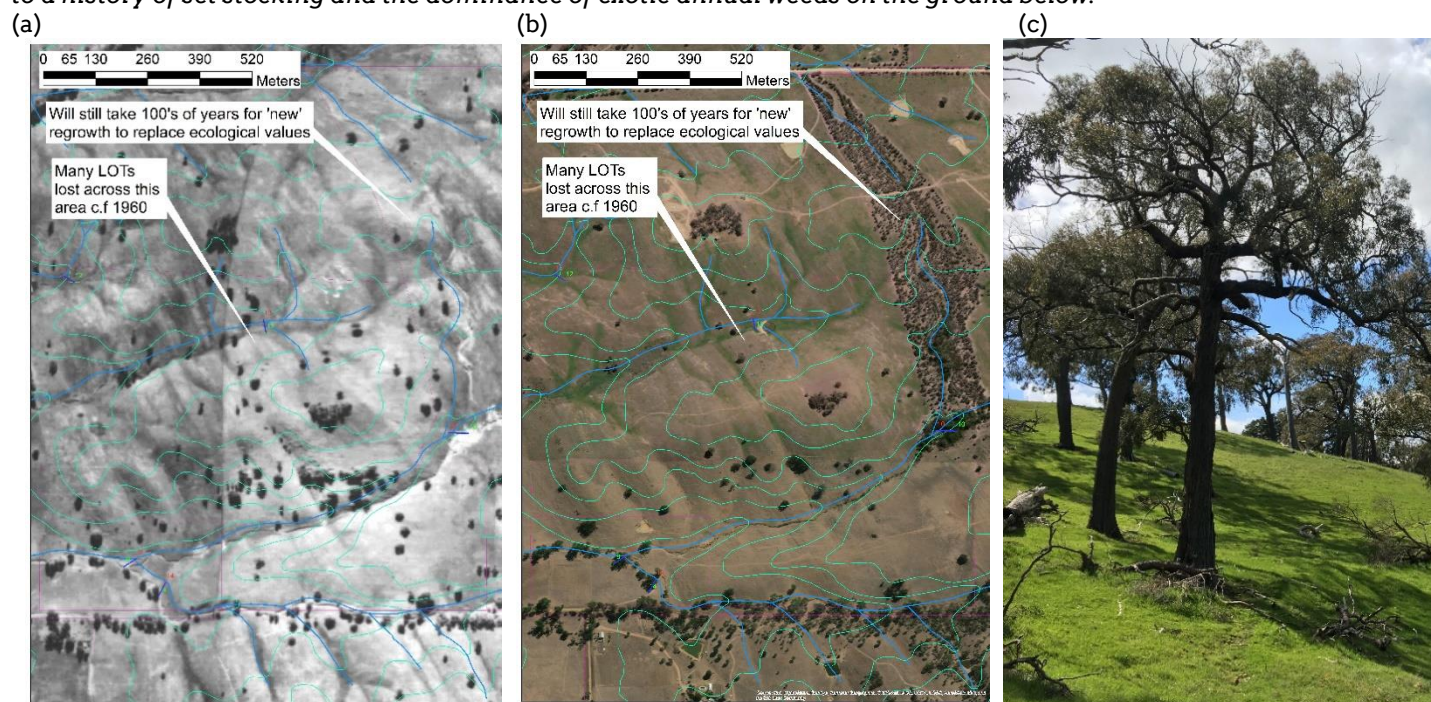 to a history of set stocking and the dominance of exotic annual weeds on the ground below.
(a)
(b)
(c)
0 65 130 260 390 520
Meters
Will still take 100's of years for 'new'
regrowth to replace ecological values
Many LOTs
lost across this
area c.f 1960
0 65 130 260 390 520
Meters
Will still take 100's of years for 'new'
regrowth to replace ecological values
Many LOTs
lost across this
area c.f 1960